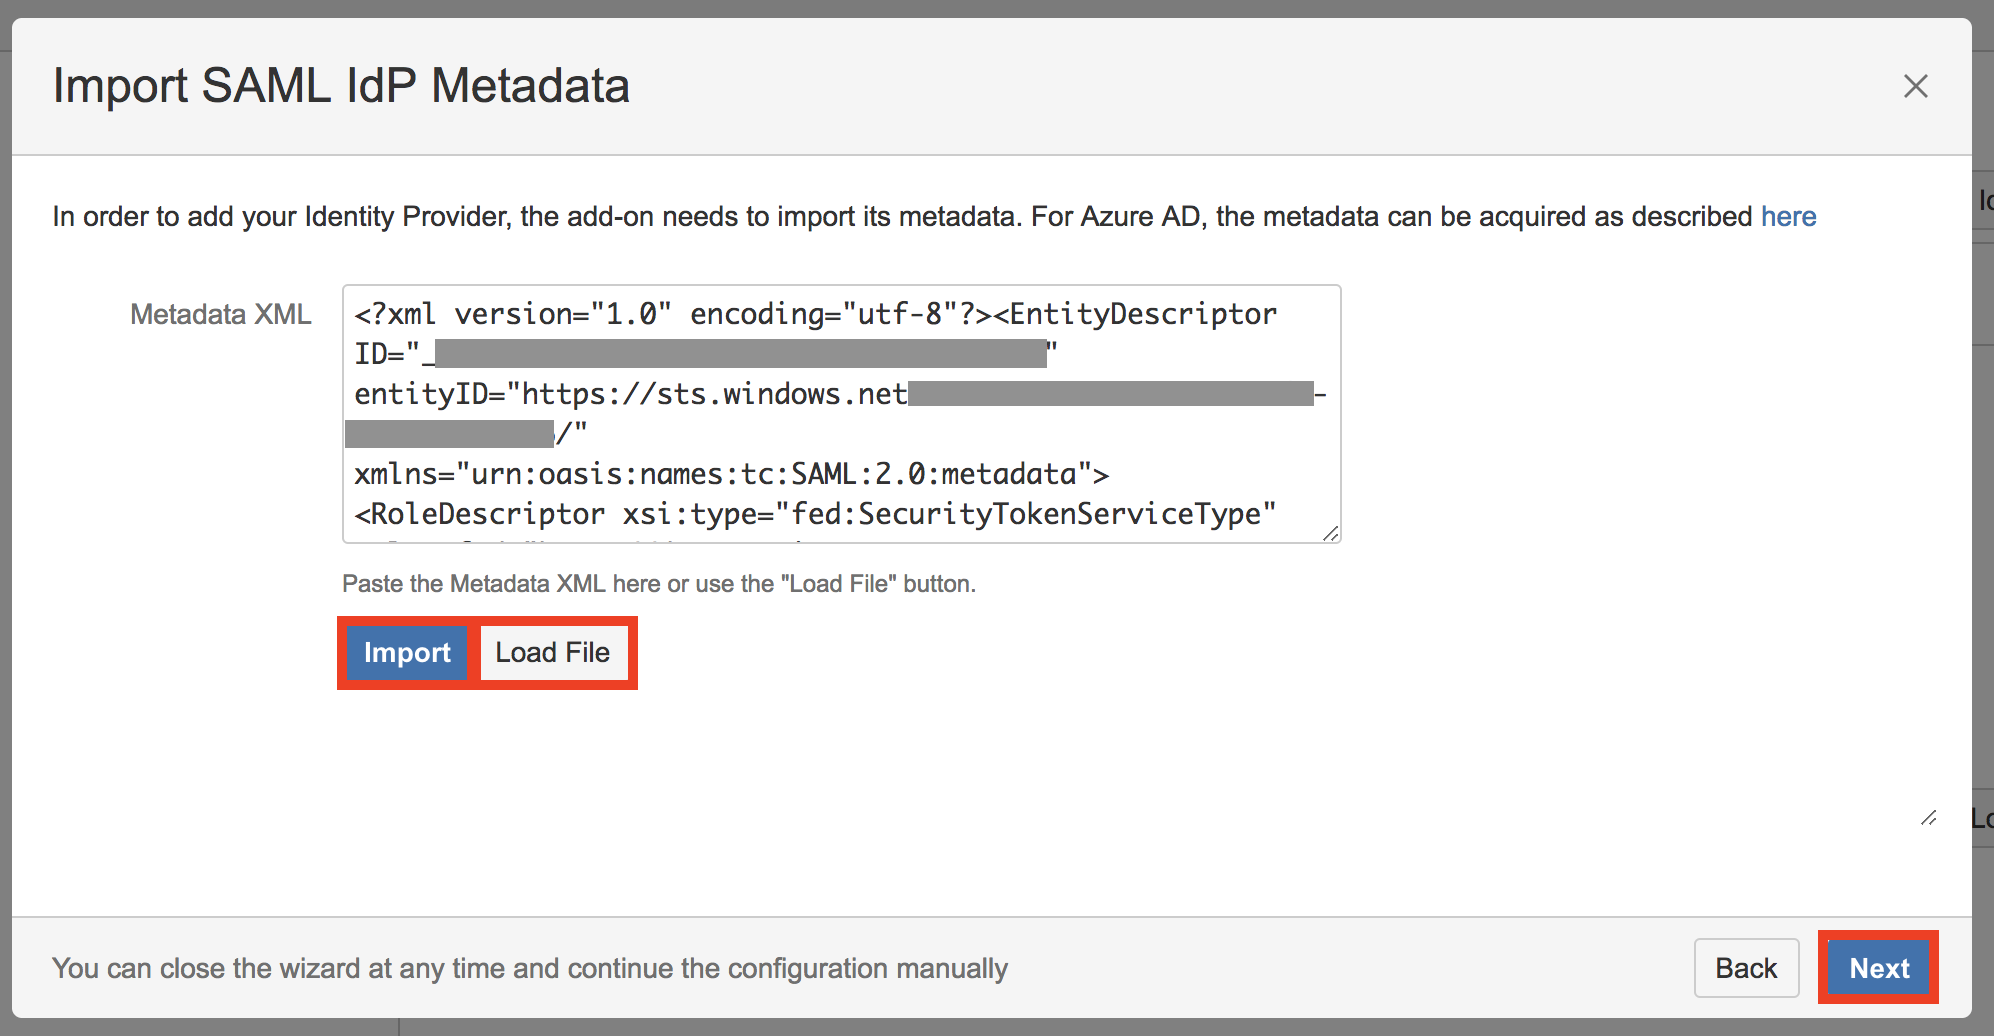 Import SAML IdP Metadata
In order to add your Identity Provider, the add-on needs to import its metadata. For Azure AD, the metadata can be acquired as described here
Metadata XML
<?xml version="1.0" encoding="utf-8"?><EntityDescriptor
ID="_ "
entityID="https://sts.windows.net -
/"
xmlns="urn:oasis:names:tc:SAML:2.0:metadata">
<RoleDescriptor xsi:type="fed:SecurityTokenServiceType"
Paste the Metadata XML here or use the "Load File" button.
Import Load File
You can close the wizard at any time and continue the configuration manually
Back Next